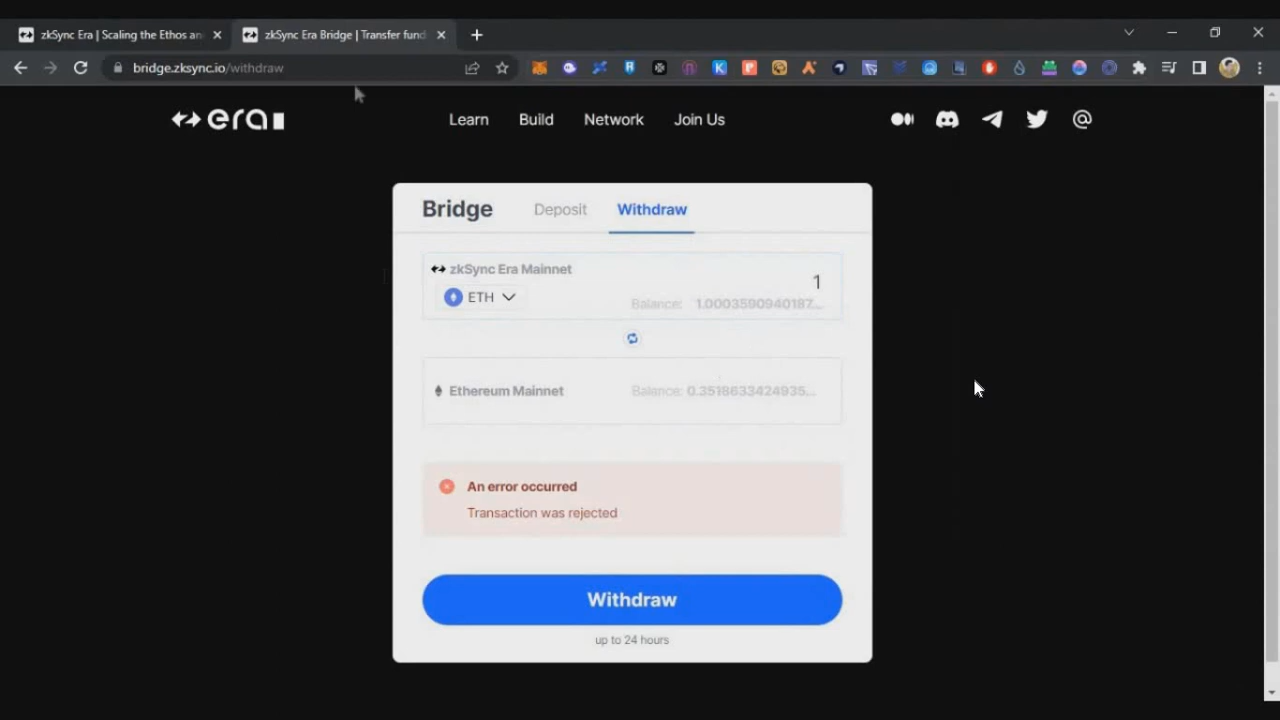 zkSync Era | Scaling the Ethos an
zkSync Era Bridge | Transfer fund
bridge.zksync.io/withdraw
era
Learn Build Network Join Us
Bridge Deposit Withdraw
zkSync Era Mainnet
1
ETH
Balance: 1.0003590940187...
Ethereum Mainnet Balance: 0.3518633424935...
An error occurred
Transaction was rejected
Withdraw
up to 24 hours